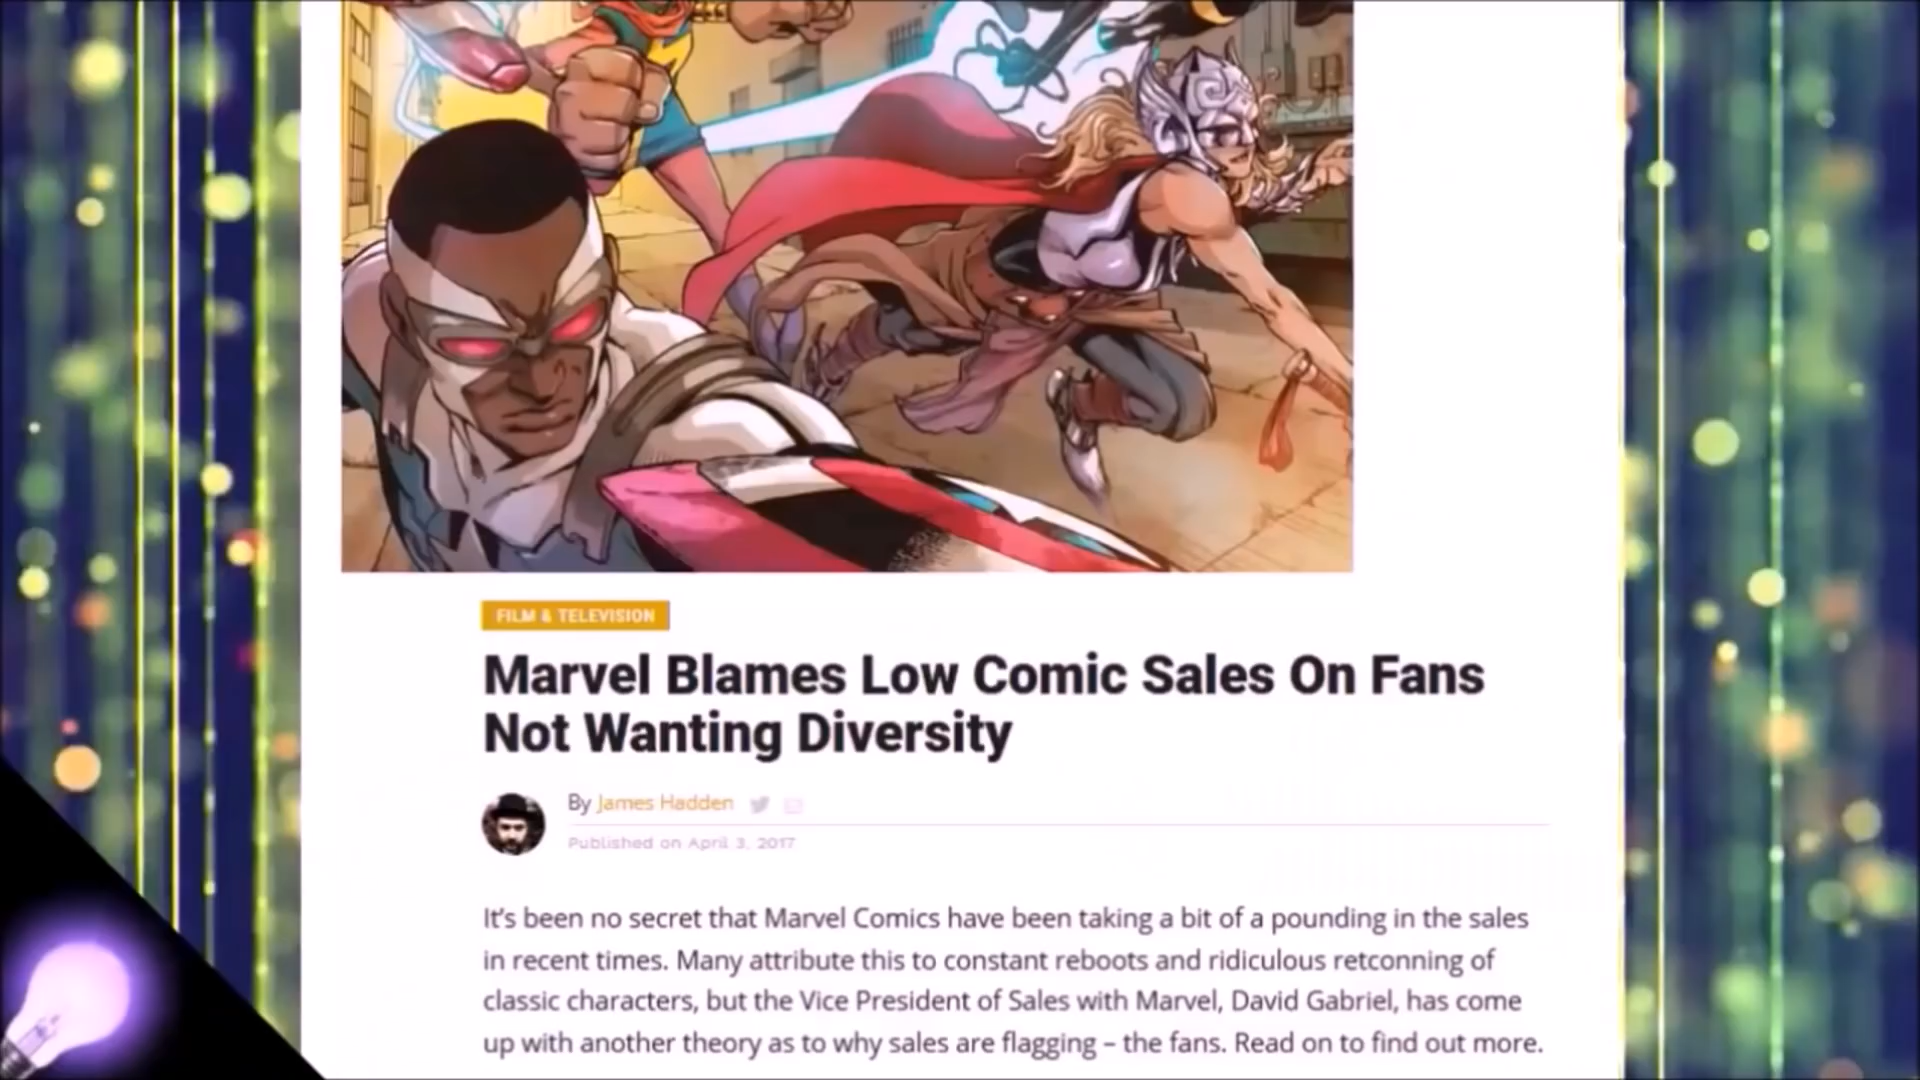 FILM & TELEVISION
Marvel Blames Low Comic Sales On Fans
Not Wanting Diversity
By James Hadden
Published on April 3, 2017
It's been no secret that Marvel Comics have been taking a bit of a pounding in the sales
in recent times. Many attribute this to constant reboots and ridiculous retconning of
classic characters, but the Vice President of Sales with Marvel, David Gabriel, has come
up with another theory as to why sales are flagging – the fans. Read on to find out more.